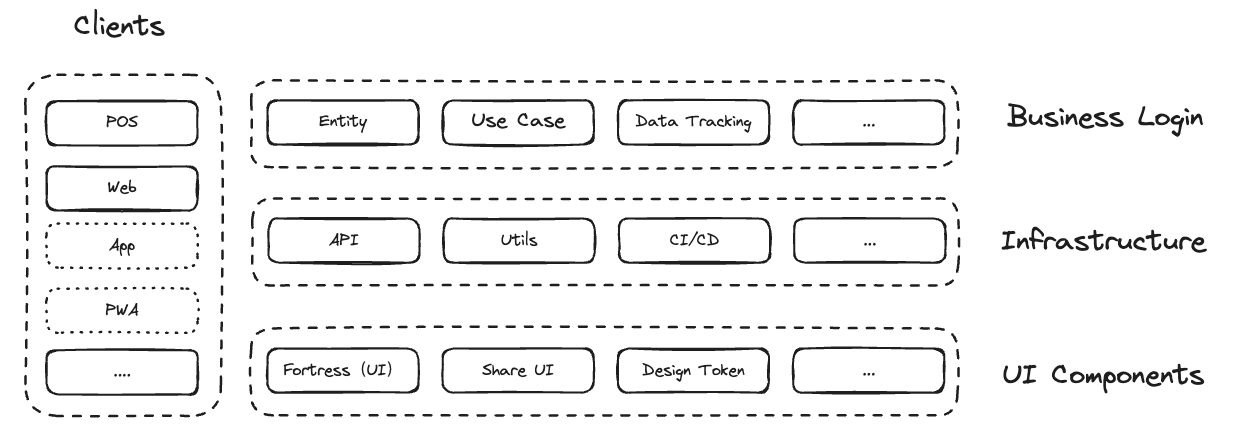 Clients
POS
Web
App
PWA
....
Entity
Use Case
Data Tracking
...
Business Login
API
Utils
CI/CD
...
Infrastructure
Fortress (UI)
Share UI
Design Token
...
UI Components